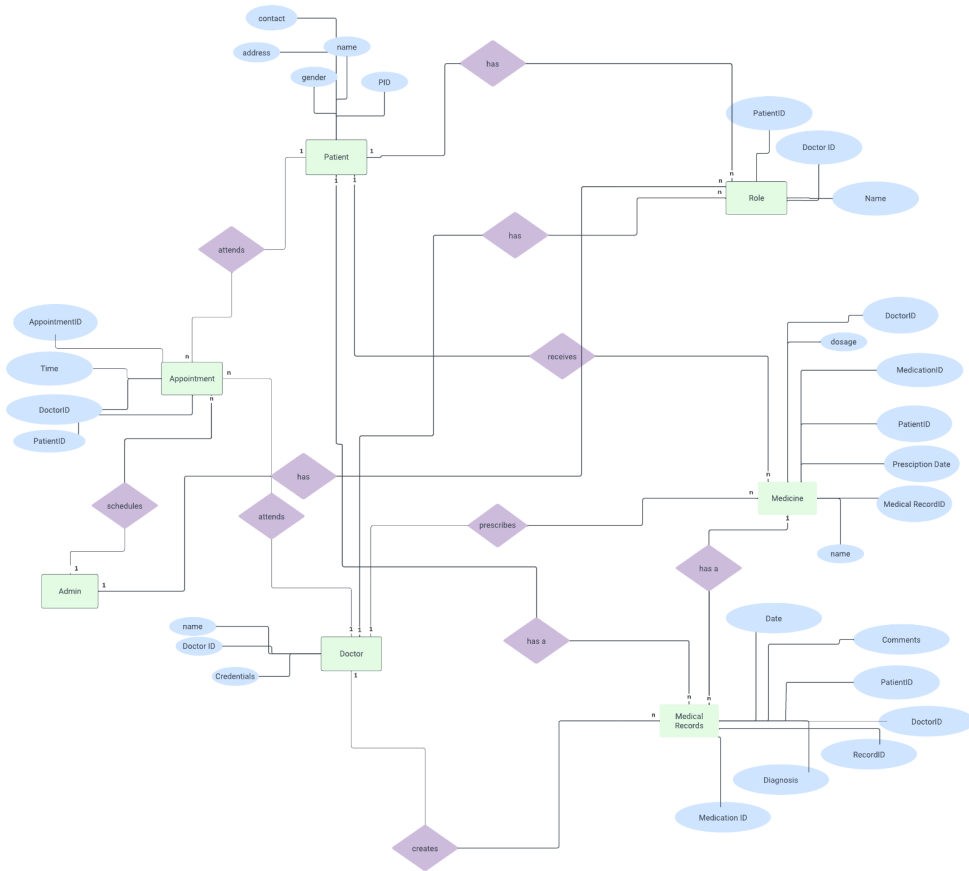 contact
name
address
gender
PID
has
PatientID
Doctor ID
1
Patient
1
n
1
1
n
n
Role
Name
has
attends
AppointmentID
DoctorID
dosage
receives
n
Time
Appointment
n
MedicationID
n
DoctorID
PatientID
PatientID
has
Presciption Date
n
n
Medicine
Medical RecordID
schedules
attends
prescribes
1
name
1
Admin
1
has a
name
Doctor ID
Credentials
1
1
1
Doctor
1
has a
Date
Comments
PatientID
n
n
n
Medical
Records
DoctorID
RecordID
Diagnosis
Medication ID
creates